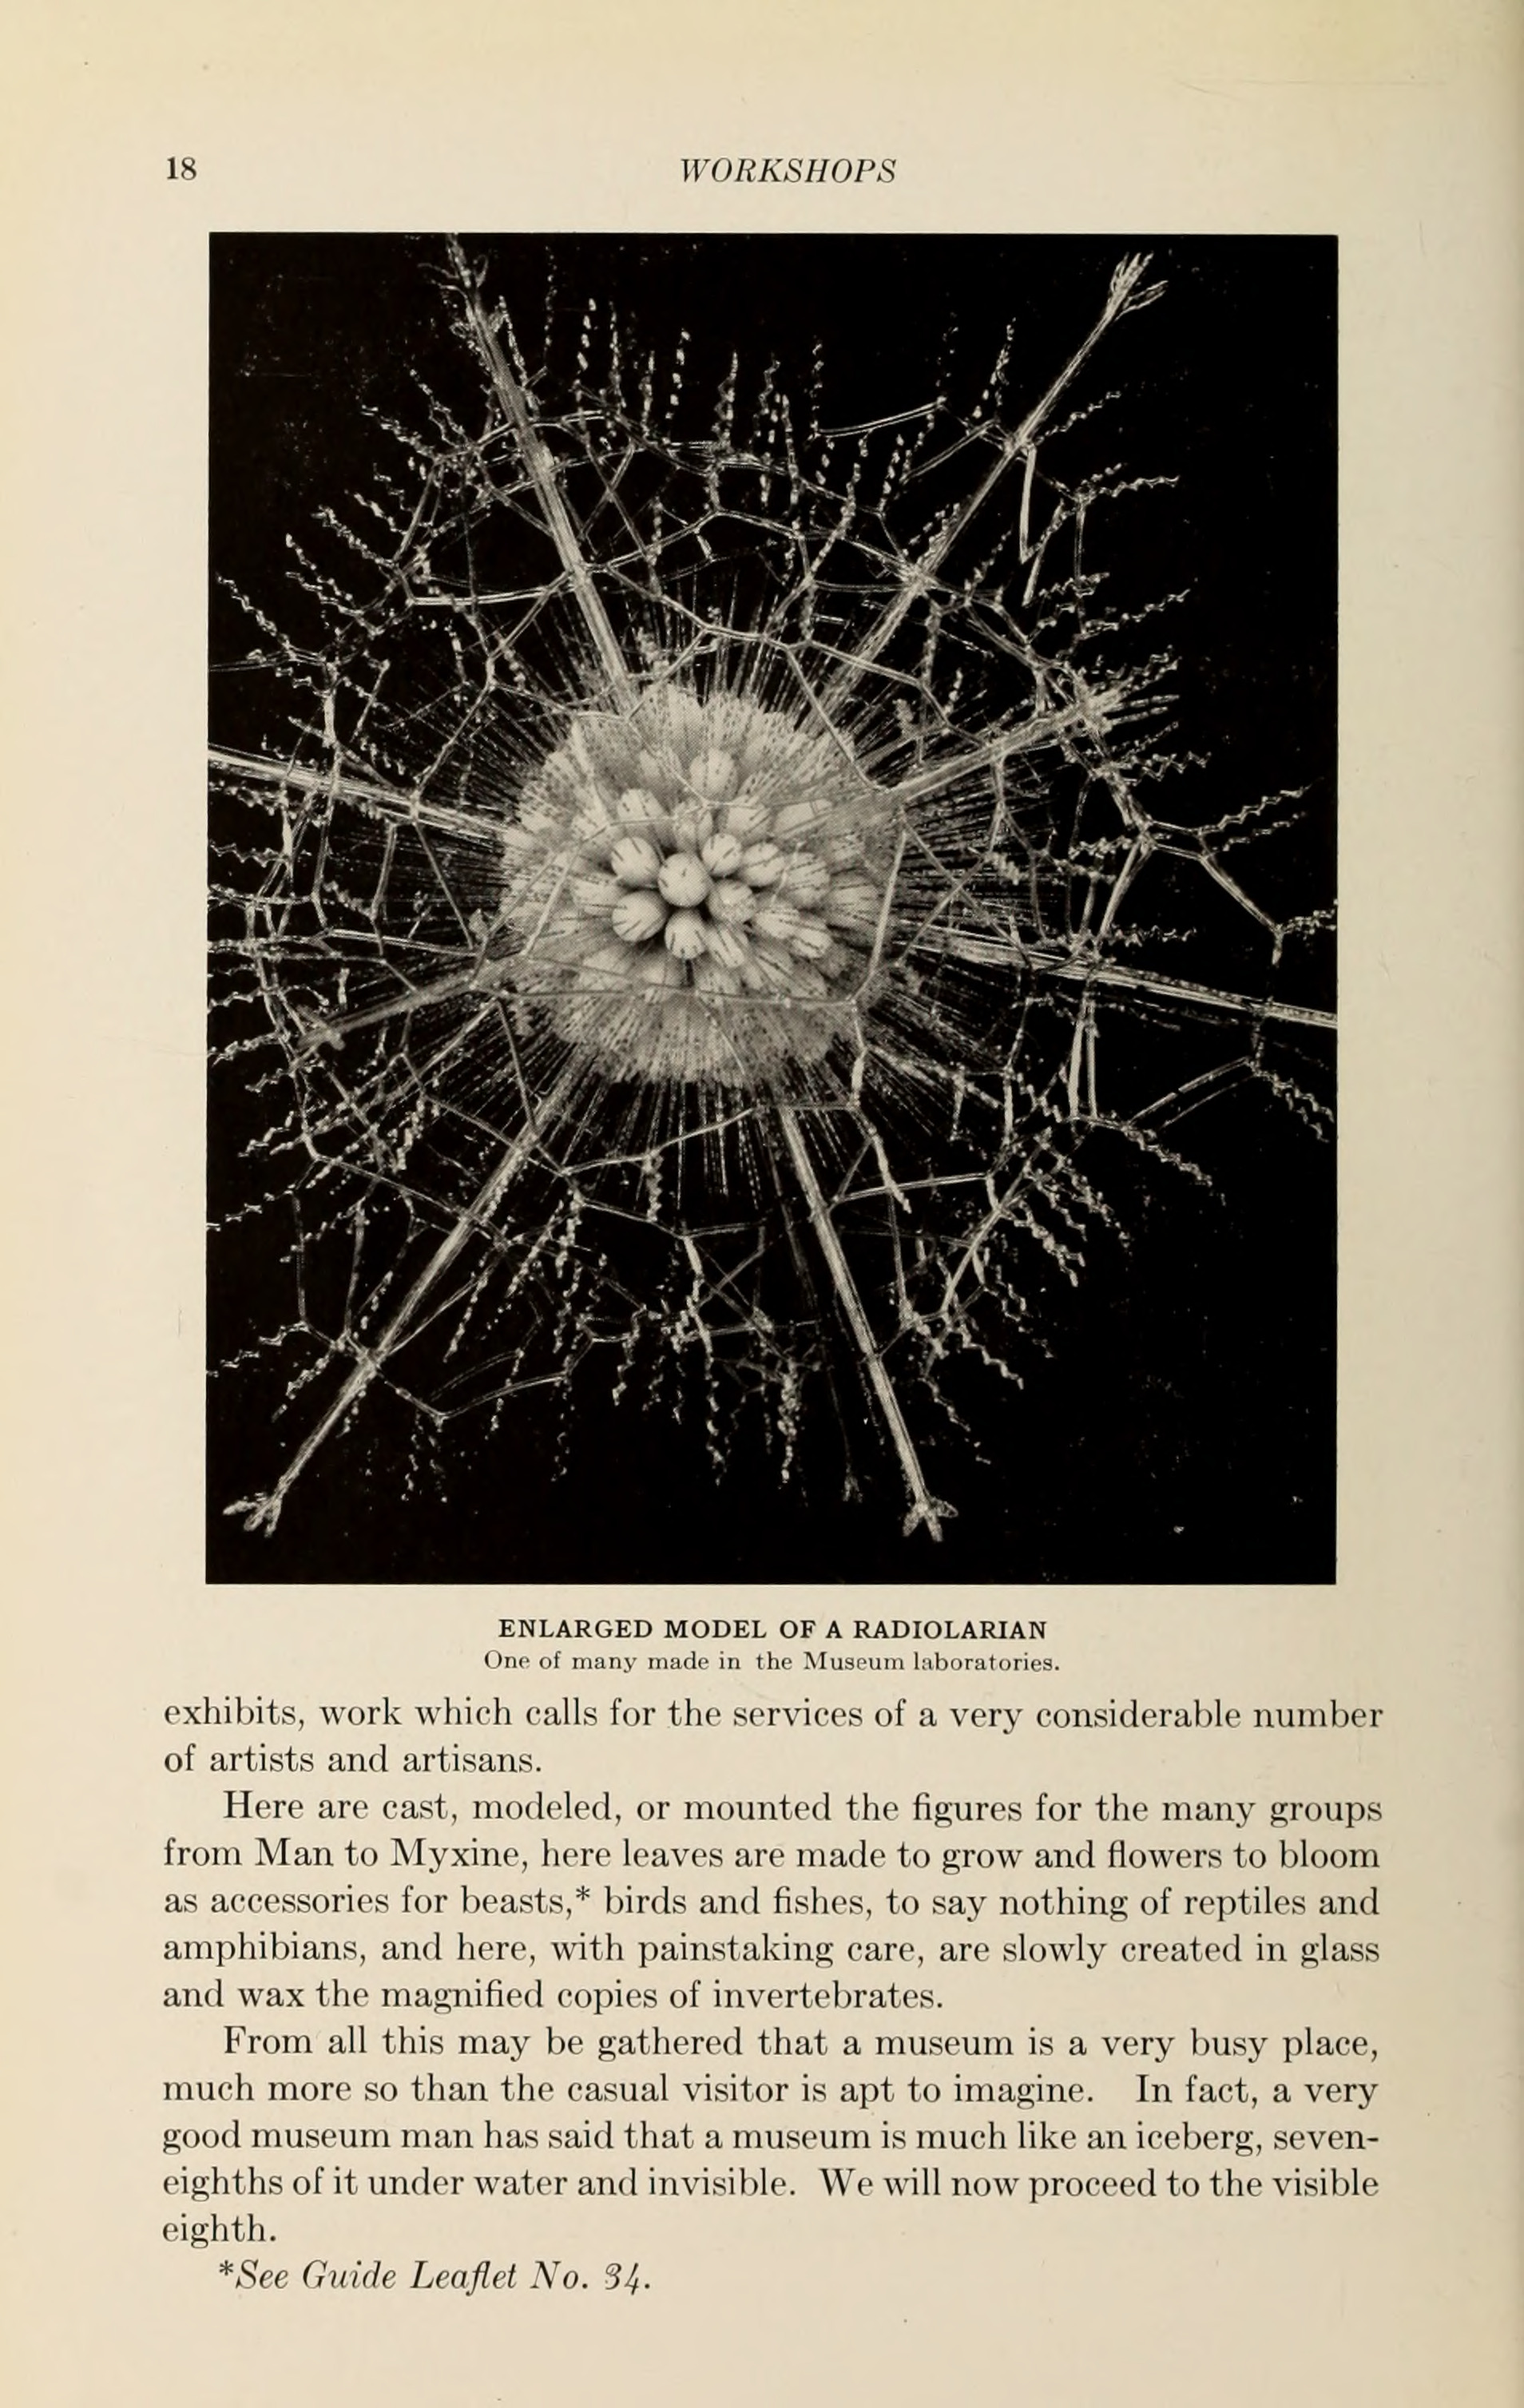 18
WORKSHOPS
ENLARGED MODEL OF A RADIOLARIAN
One of many made in the Museum laboratories.
exhibits, work which calls for the services of a very considerable number
of artists and artisans.
Here are cast, modeled, or mounted the figures for the many groups
from Man to Myxine, here leaves are made to grow and flowers to bloom
as accessories for beasts,* birds and fishes, to say nothing of reptiles and
amphibians, and here, with painstaking care, are slowly created in glass
and wax the magnified copies of invertebrates.
From all this may be gathered that a museum is a very busy place,
much more so than the casual visitor is apt to imagine. In fact, a very
good museum man has said that a museum is much like an iceberg, seven-
eighths of it under water and invisible. We will now proceed to the visible
eighth.
*See Guide Leaflet No. 34.